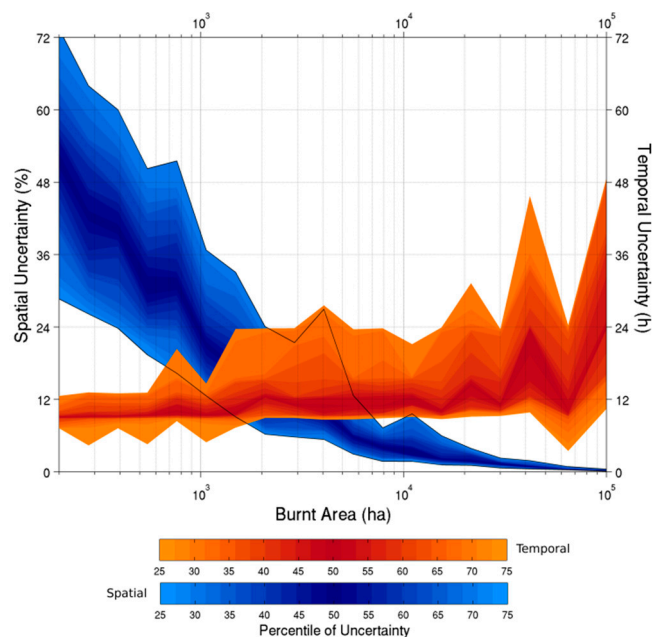 10³ 10⁴ 10⁵
72 72
60 60
48 48
36 36
24 24
12 12
0 0
Spatial Uncertainty (%)
Temporal Uncertainty (h)
10³ 10⁴ 10⁵
Burnt Area (ha)
Temporal
25 30 35 40 45 50 55 60 65 70 75
Spatial
25 30 35 40 45 50 55 60 65 70 75
Percentile of Uncertainty